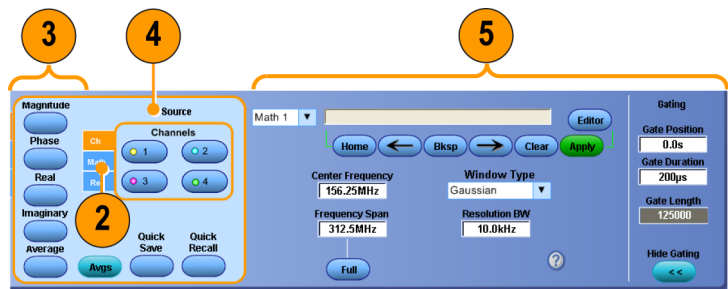 3
4
5
Magnitude
Phase
Real
Imaginary
Average
Source
Ch
Math
Re
2
Channels
1
2
3
4
Avgs
Quick Save
Quick Recall
Math 1
Editor
Home
←
Bksp
→
Clear
Apply
Center Frequency
156.25MHz
Window Type
Gaussian
Frequency Span
312.5MHz
Resolution BW
10.0kHz
Full
?
Gating
Gate Position
0.0s
Gate Duration
200µs
Gate Length
125000
Hide Gating
<<